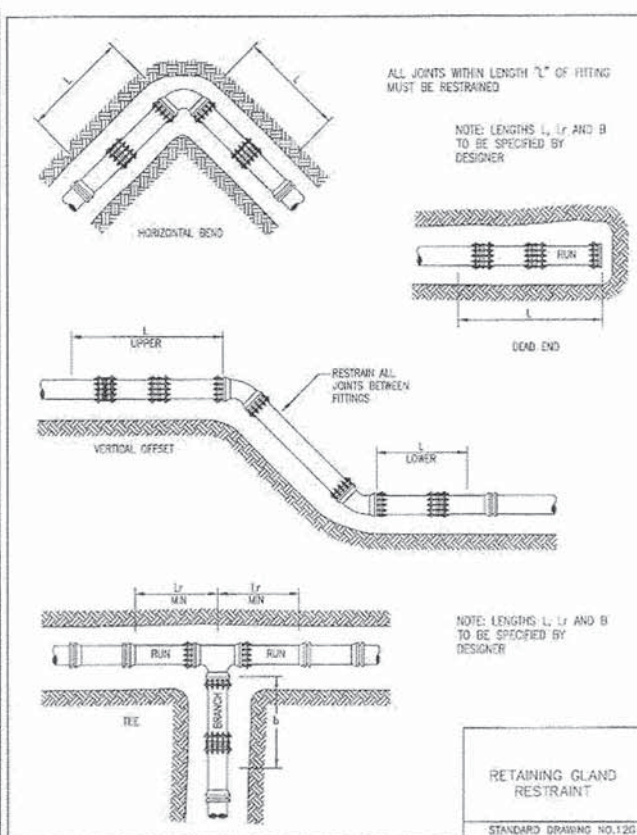 L
L
ALL JOINTS WITHIN LENGTH "L" OF FITTING
MUST BE RESTRAINED
NOTE: LENGTHS L, Lr AND B
TO BE SPECIFIED BY
DESIGNER
HORIZONTAL BEND
RUN
L
DEAD END
L
UPPER
RESTRAIN ALL
JOINTS BETWEEN
FITTINGS
VERTICAL OFFSET
L
LOWER
Lr
MIN
Lr
MIN
NOTE: LENGTHS L, Lr AND B
TO BE SPECIFIED BY
DESIGNER
RUN
RUN
TEE
BRANCH
b
RETAINING GLAND
RESTRAINT
STANDARD DRAWING NO.